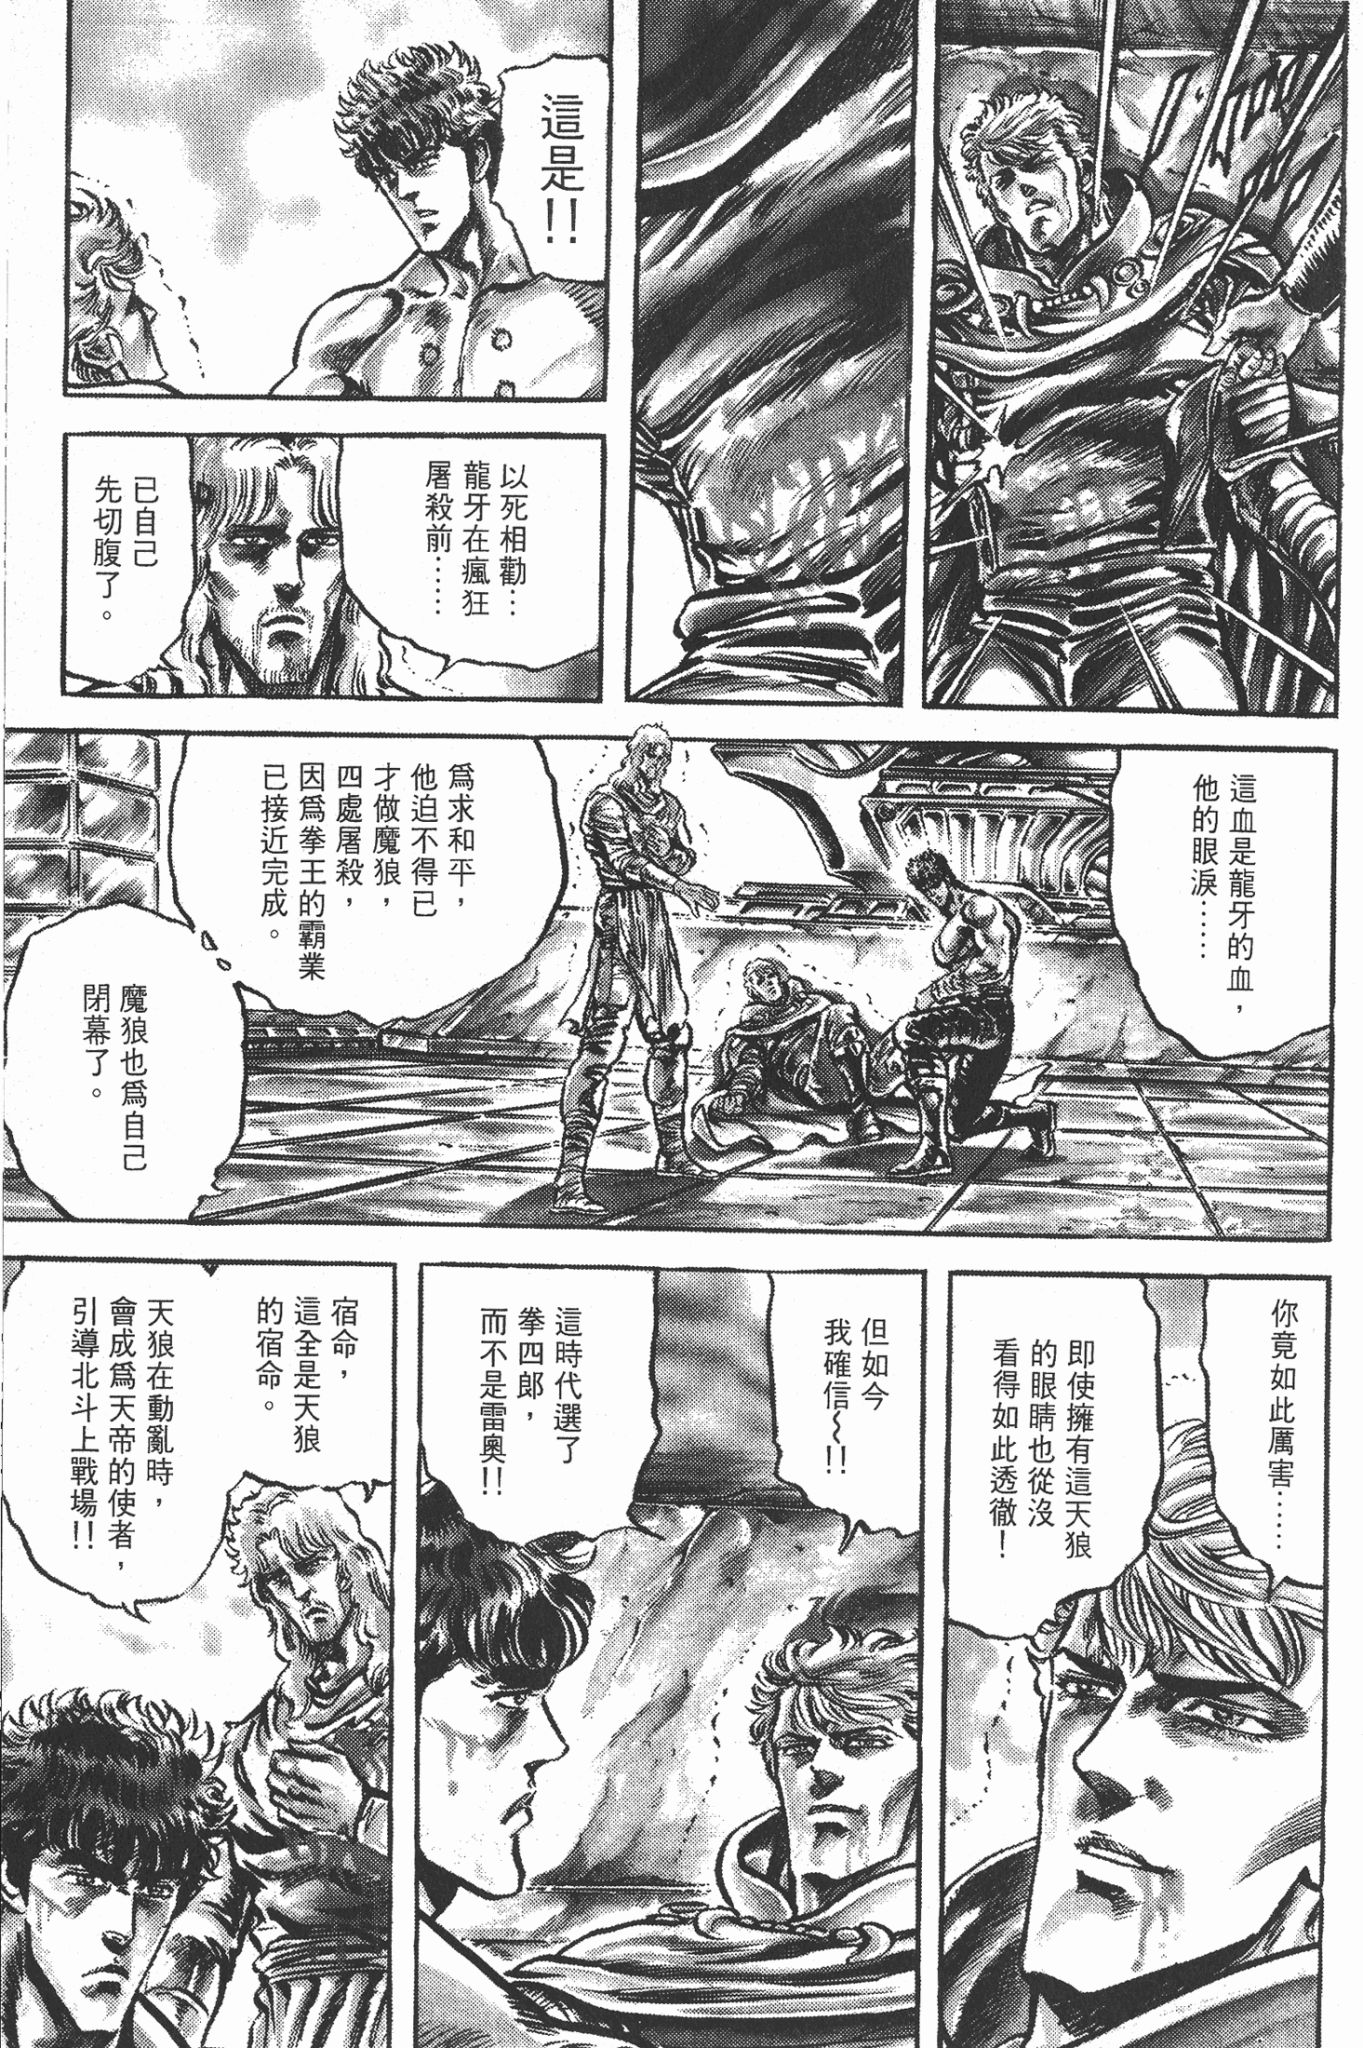 這是!!
以死相勸…
龍牙在瘋狂
屠殺前……
已自己
先切腹了。
這血是龍牙的血，
他的眼淚……
爲求和平，
他迫不得已
才做魔狼，
四處屠殺，
因爲拳王的霸業
已接近完成。
魔狼也爲自己
閉幕了。
你竟如此厲害……
即使擁有這天狼
的眼睛也從沒
看得如此透徹！
但如今
我確信～!!
這時代選了
拳四郎，
而不是雷奧!!
宿命，
這全是天狼
的宿命。
天狼在動亂時，
會成爲天帝的使者，
引導北斗上戰場!!